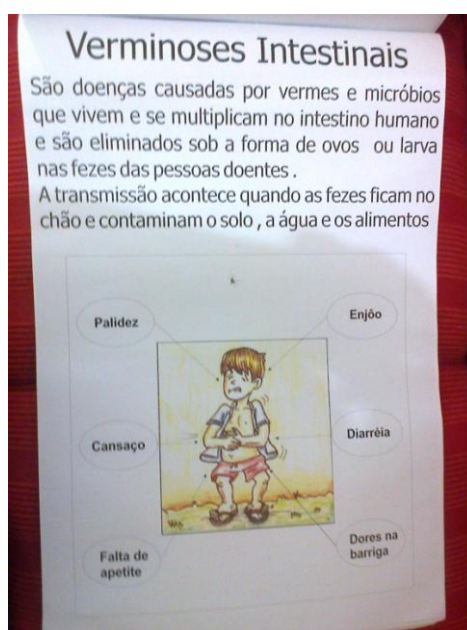 Verminoses Intestinais
São doenças causadas por vermes e micróbios
que vivem e se multiplicam no intestino humano
e são eliminados sob a forma de ovos ou larva
nas fezes das pessoas doentes .
A transmissão acontece quando as fezes ficam no
chão e contaminam o solo , a água e os alimentos
Palidez
Enjôo
Cansaço
Diarréia
Falta de
apetite
Dores na
barriga